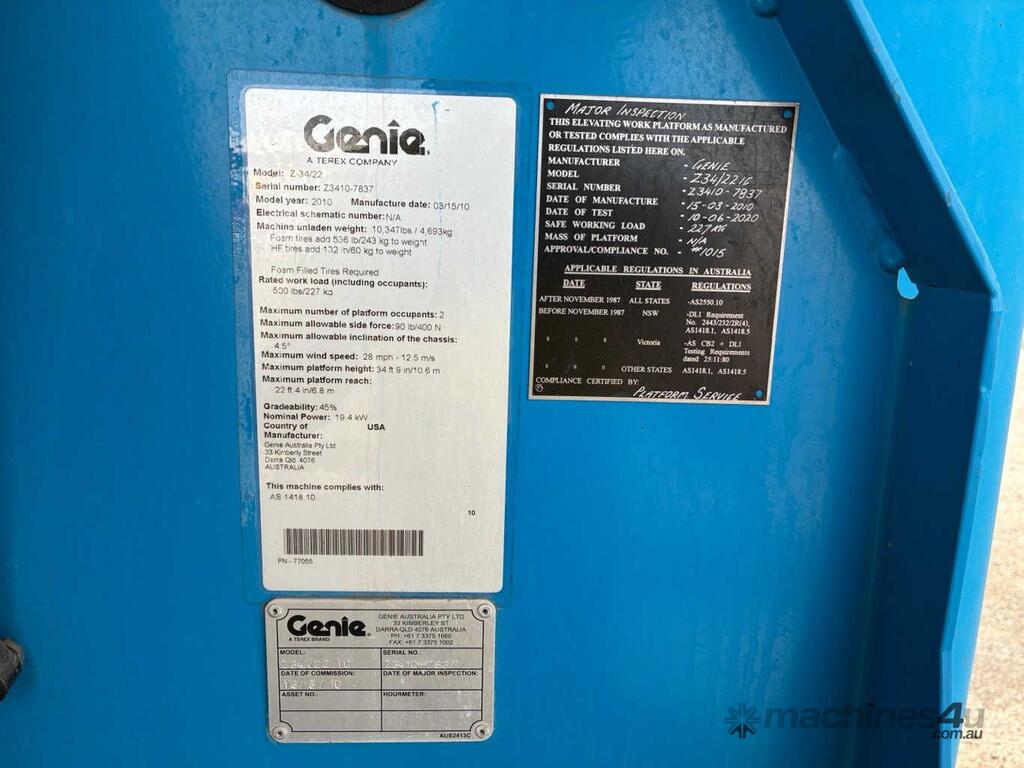 Genie
A TEREX COMPANY
Model: Z-34/22
Serial number: Z3410-7837
Model year: 2010 Manufacture date: 03/15/10
Electrical schematic number: N/A
Machine unladen weight: 10,347lbs / 4,693kg
Foam tires add 536 lb/243 kg to weight
HF tires add 132 lb/60 kg to weight
Foam Filled Tires Required
Rated work load (including occupants):
500 lbs/227 kg
Maximum number of platform occupants: 2
Maximum allowable side force: 90 lb/400 N
Maximum allowable inclination of the chassis:
4.5°
Maximum wind speed: 28 mph - 12.5 m/s
Maximum platform height: 34 ft 9 in/10.6 m
Maximum platform reach:
22 ft 4 in/6.8 m
Gradeability: 45%
Nominal Power: 19.4 kW
Country of USA
Manufacturer:
Genie Australia Pty Ltd
33 Kimberly Street
Darra Qld. 4076
AUSTRALIA
This machine complies with:
AS 1418.10
10
PN - 77055
MAJOR INSPECTION
THIS ELEVATING WORK PLATFORM AS MANUFACTURED
OR TESTED COMPLIES WITH THE APPLICABLE
REGULATIONS LISTED HERE ON.
MANUFACTURER - GENIE
MODEL - Z34/22 IC
SERIAL NUMBER - Z3410-7837
DATE OF MANUFACTURE - 15-03-2010
DATE OF TEST - 10-06-2020
SAFE WORKING LOAD - 227 KG
MASS OF PLATFORM - N/A
APPROVAL/COMPLIANCE NO. - 1015
APPLICABLE REGULATIONS IN AUSTRALIA
DATE STATE REGULATIONS
AFTER NOVEMBER 1987 ALL STATES -AS2550.10
BEFORE NOVEMBER 1987 NSW -DLI Requirement
No. 2443/232/2R(4),
AS1418.1, AS1418.5
" " " Victoria -AS CB2 + DLI
Testing Requirements
dated 25:11:80
" " " OTHER STATES AS1418.1, AS1418.5
COMPLIANCE CERTIFIED BY:
PLATFORM SERVICE
Genie
A TEREX BRAND
GENIE AUSTRALIA PTY LTD
33 KIMBERLEY ST
DARRA QLD 4076 AUSTRALIA
PH: +61 7 3375 1660
FAX: +61 7 3375 1002
MODEL: SERIAL NO.:
Z34/22 IC
DATE OF COMMISSION: DATE OF MAJOR INSPECTION:
ASSET NO.: HOURMETER:
AUS2413C
machines4u
.com.au